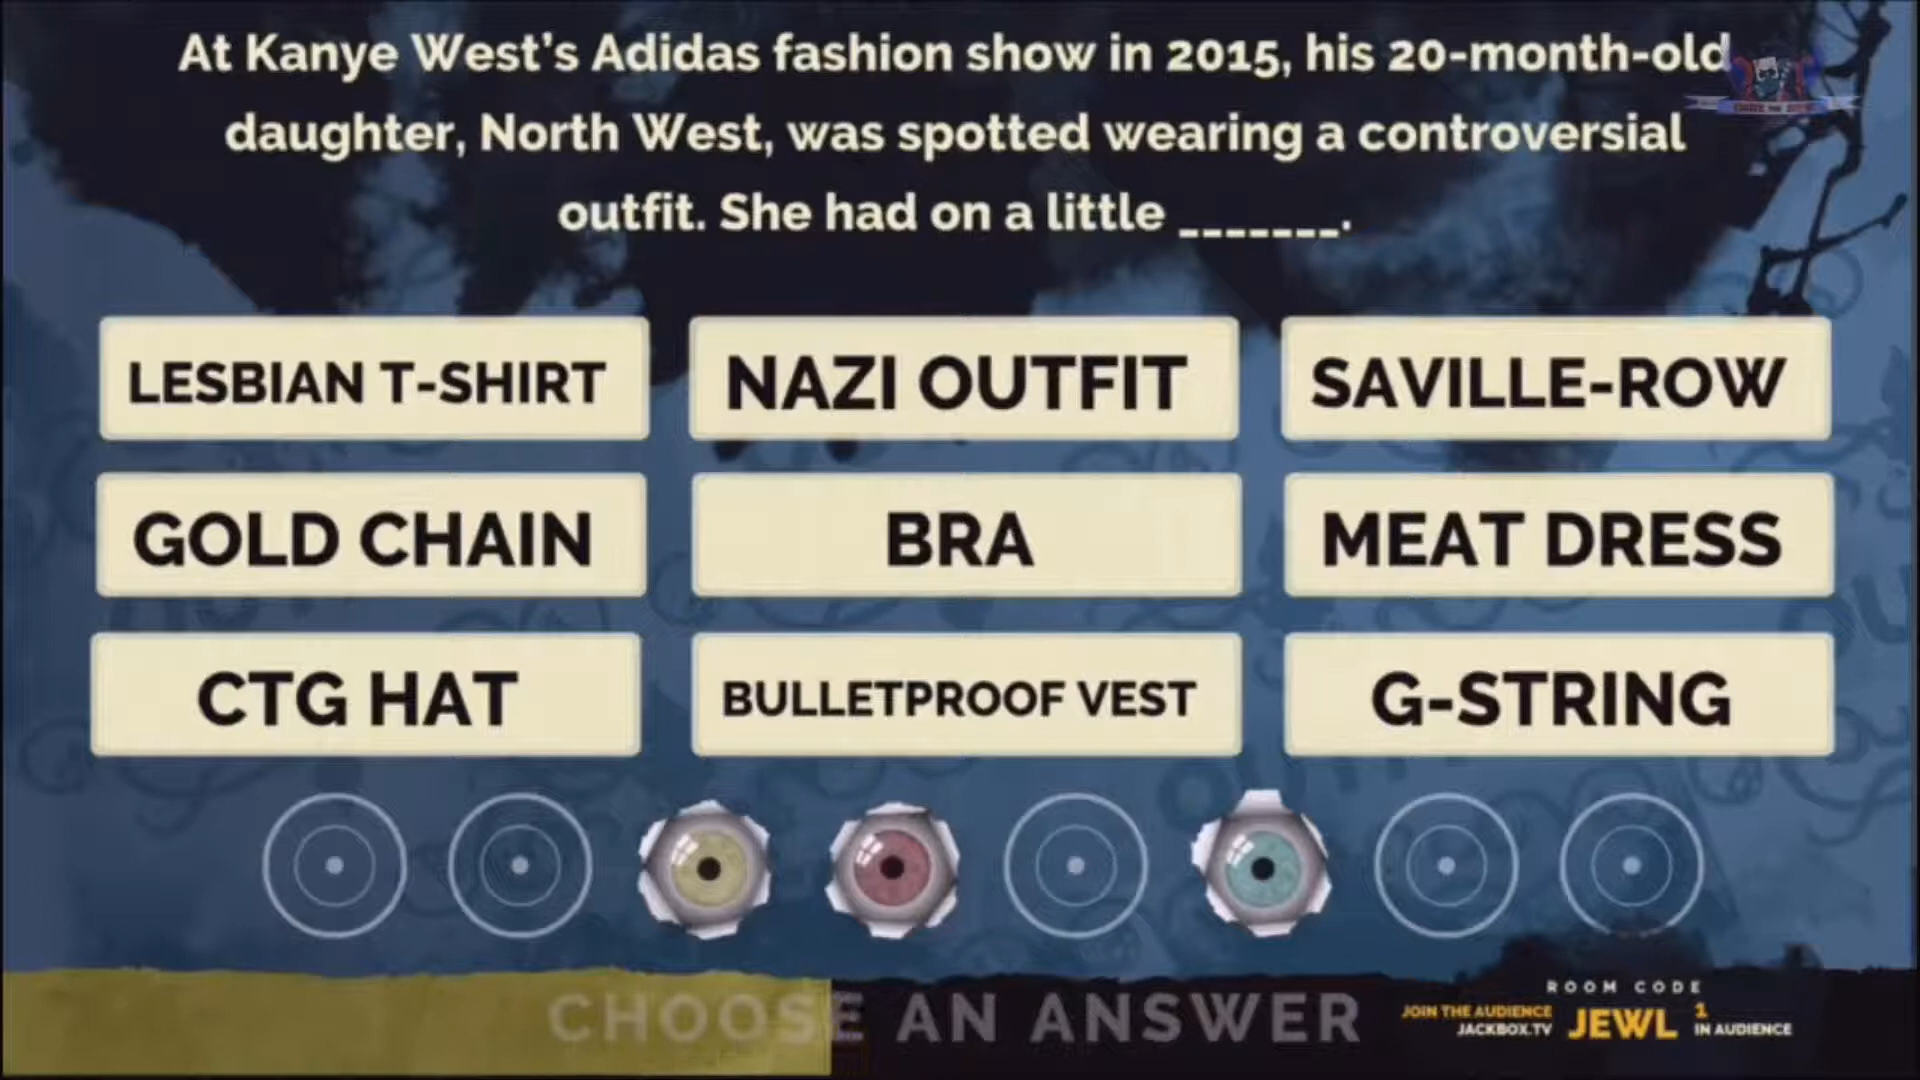 At Kanye West's Adidas fashion show in 2015, his 20-month-old
daughter, North West, was spotted wearing a controversial
outfit. She had on a little _______.
LESBIAN T-SHIRT
NAZI OUTFIT
SAVILLE-ROW
GOLD CHAIN
BRA
MEAT DRESS
CTG HAT
BULLETPROOF VEST
G-STRING
CHOOSE AN ANSWER
ROOM CODE
JOIN THE AUDIENCE
JACKBOX.TV
JEWL
1
IN AUDIENCE